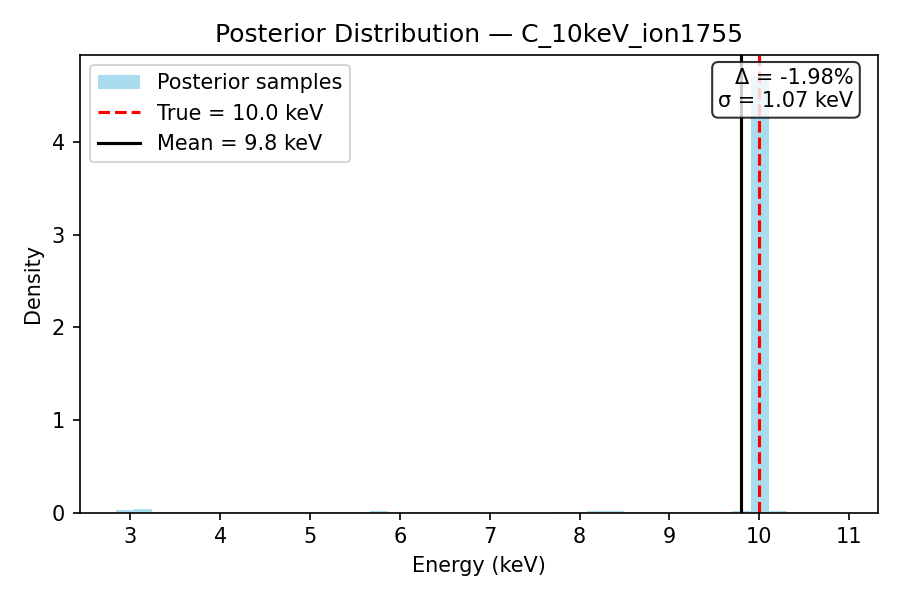 Posterior Distribution — C_10keV_ion1755
Posterior samples
True = 10.0 keV
Mean = 9.8 keV
Δ = -1.98%
σ = 1.07 keV
Density
4
3
2
1
0
3 4 5 6 7 8 9 10 11
Energy (keV)